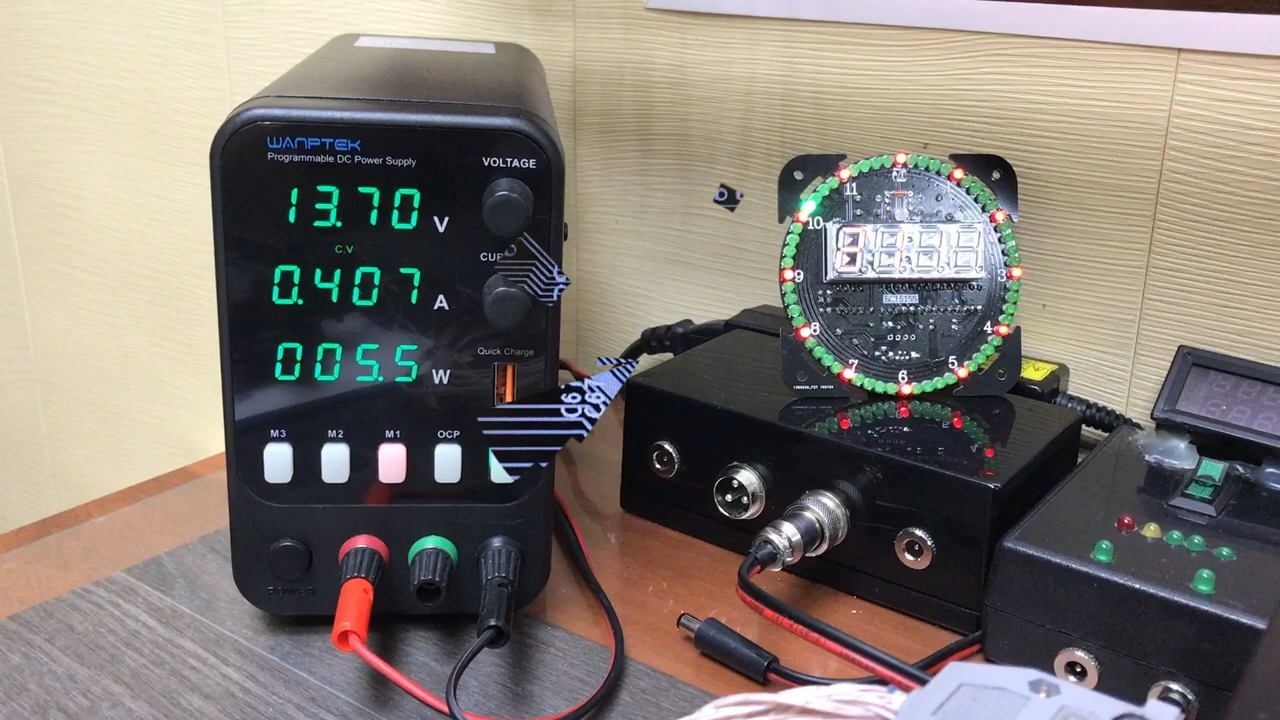 WANPTEK
Programmable DC Power Supply
VOLTAGE
13.70 V
C.V
0.407 A
005.5 W
Quick Charge
M3 M2 M1 OCP
POWER
12
11
10
9
8
7
6
5
4
3